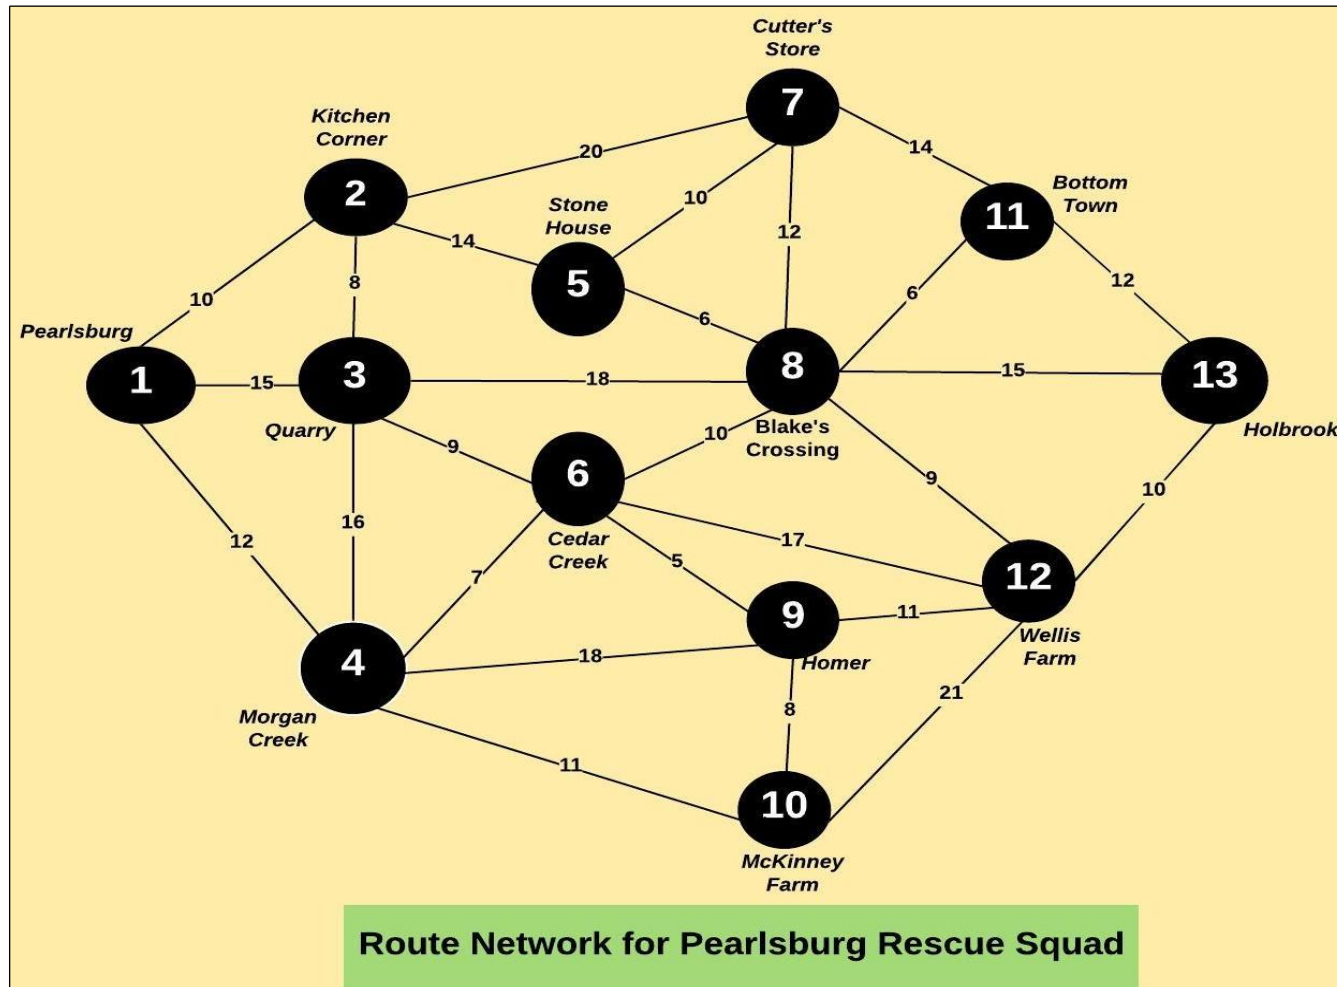 Cutter's
Store
7
Kitchen
Corner
20
14
2
Stone
House
10
Bottom
Town
11
14
12
5
8
12
6
6
10
Pearlsburg
1
15
3
18
8
15
13
Quarry
Blake's
Crossing
Holbrook
9
10
6
9
10
16
12
Cedar
Creek
17
7
5
12
9
11
Wellis
Farm
4
18
Homer
21
Morgan
Creek
8
11
10
McKinney
Farm
Route Network for Pearlsburg Rescue Squad